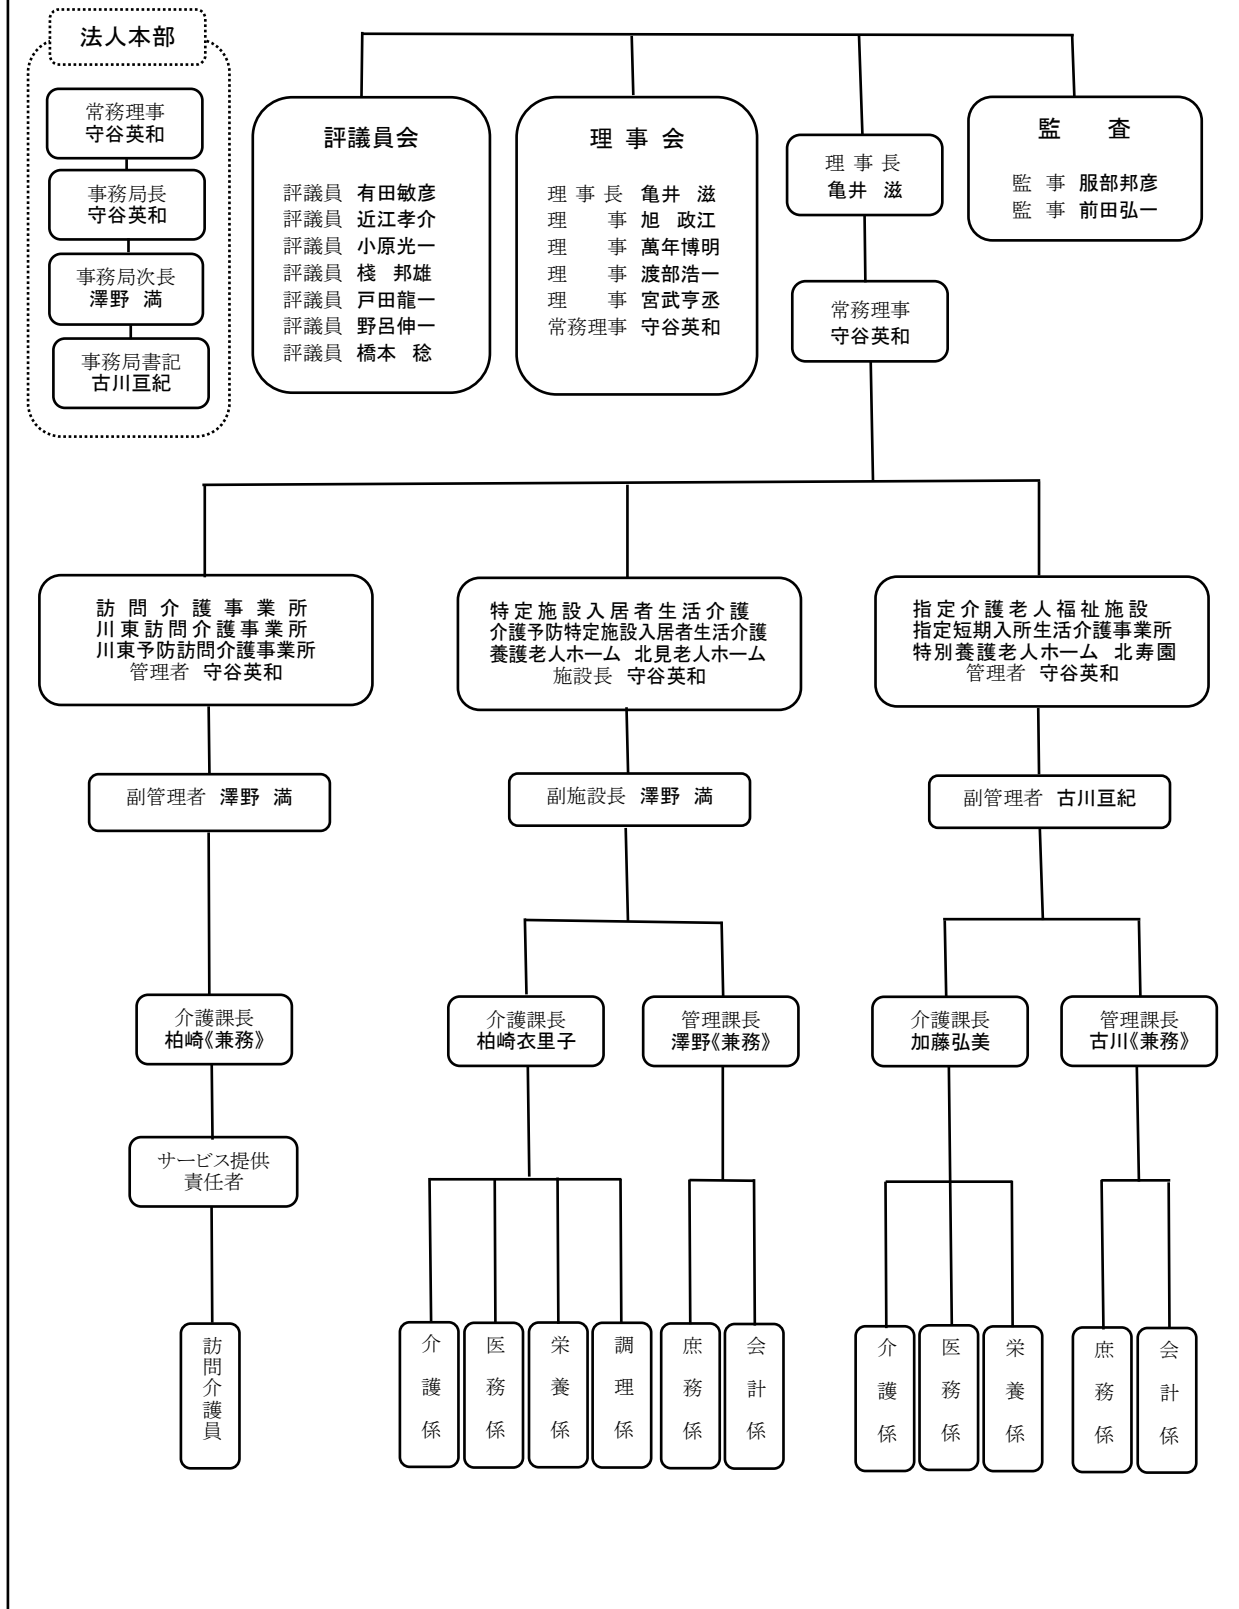 法人本部
常務理事
守谷英和
事務局長
守谷英和
事務局次長
澤野 満
事務局書記
古川亘紀
評議員会
評議員 有田敏彦
評議員 近江孝介
評議員 小原光一
評議員 棧 邦雄
評議員 戸田龍一
評議員 野呂伸一
評議員 橋本 稔
理事会
理事長 亀井 滋
理事 旭 政江
理事 萬年博明
理事 渡部浩一
理事 宮武亨丞
常務理事 守谷英和
理事長
亀井 滋
常務理事
守谷英和
監査
監事 服部邦彦
監事 前田弘一
訪問介護事業所
川東訪問介護事業所
川東予防訪問介護事業所
管理者 守谷英和
副管理者 澤野 満
介護課長
柏崎《兼務》
サービス提供
責任者
訪問介護員
特定施設入居者生活介護
介護予防特定施設入居者生活介護
養護老人ホーム 北見老人ホーム
施設長 守谷英和
副施設長 澤野 満
介護課長
柏崎衣里子
管理課長
澤野《兼務》
介護係
医務係
栄養係
調理係
庶務係
会計係
指定介護老人福祉施設
指定短期入所生活介護事業所
特別養護老人ホーム 北寿園
管理者 守谷英和
副管理者 古川亘紀
介護課長
加藤弘美
管理課長
古川《兼務》
介護係
医務係
栄養係
庶務係
会計係